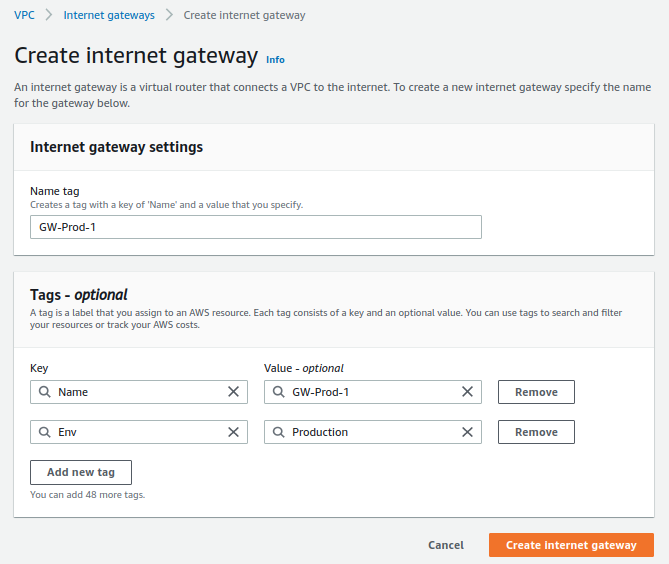 VPC > Internet gateways > Create internet gateway
Create internet gateway Info
An internet gateway is a virtual router that connects a VPC to the internet. To create a new internet gateway specify the name
for the gateway below.
Internet gateway settings
Name tag
Creates a tag with a key of 'Name' and a value that you specify.
GW-Prod-1
Tags - optional
A tag is a label that you assign to an AWS resource. Each tag consists of a key and an optional value. You can use tags to search and filter
your resources or track your AWS costs.
Key Value - optional
Name GW-Prod-1 Remove
Env Production Remove
Add new tag
You can add 48 more tags.
Cancel Create internet gateway